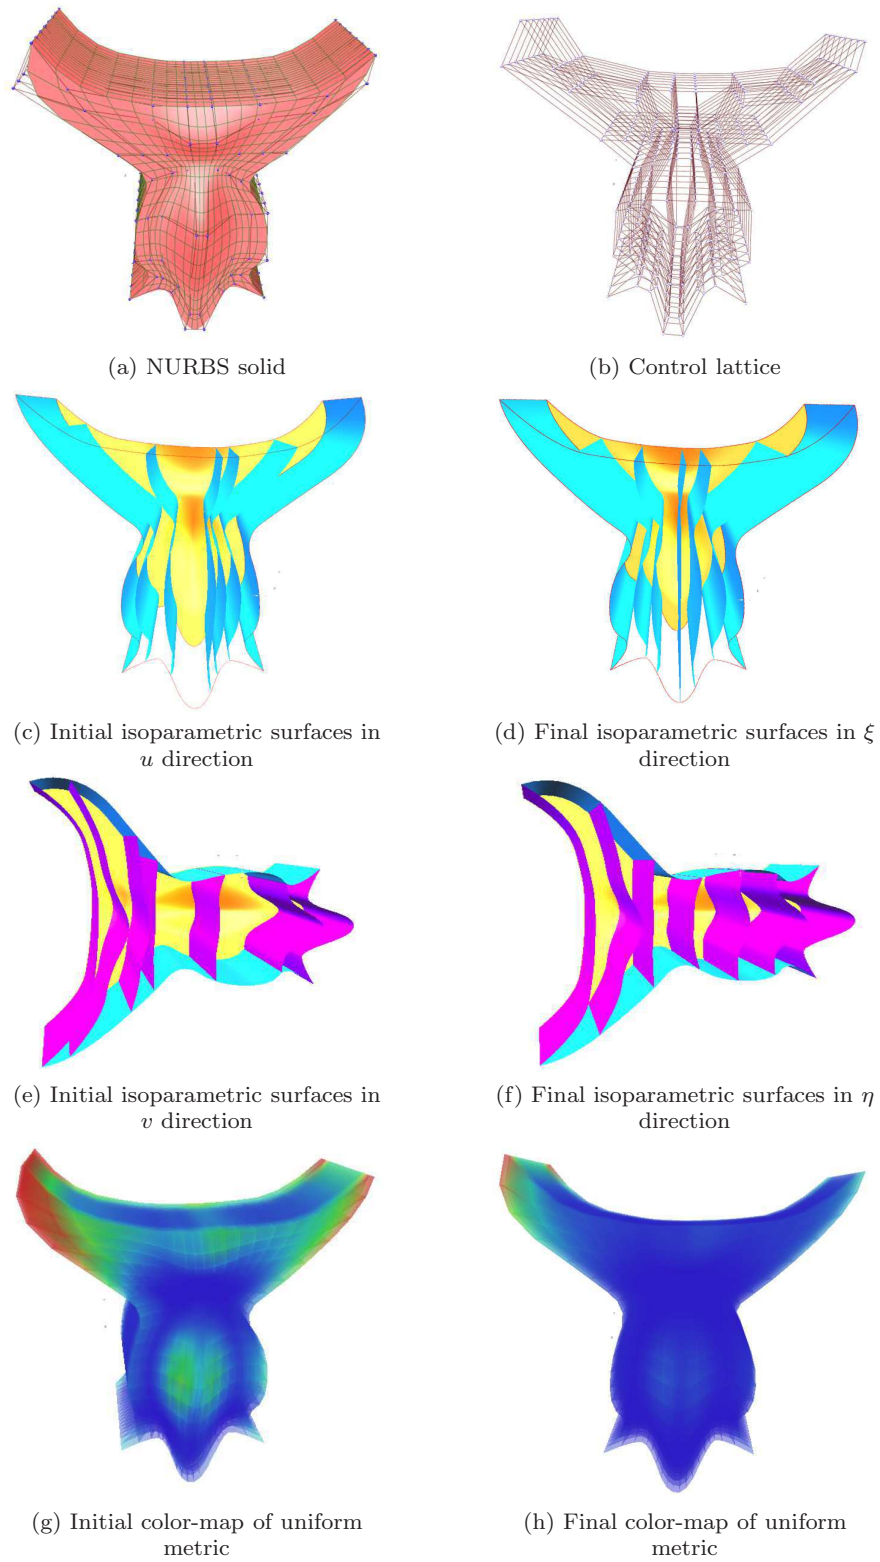 (a) NURBS solid
(b) Control lattice
(c) Initial isoparametric surfaces in
u direction
(d) Final isoparametric surfaces in ξ
direction
(e) Initial isoparametric surfaces in
v direction
(f) Final isoparametric surfaces in η
direction
(g) Initial color-map of uniform
metric
(h) Final color-map of uniform
metric